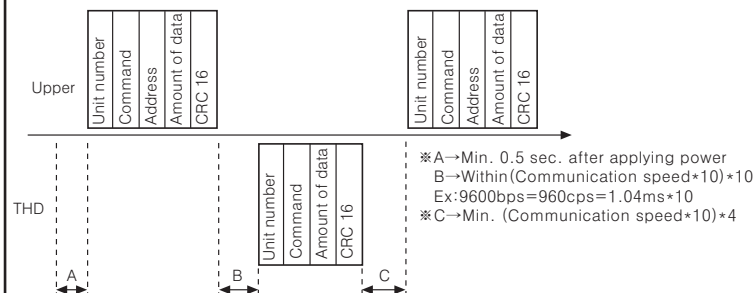 Upper
Unit number
Command
Address
Amount of data
CRC 16
Unit number
Command
Address
Amount of data
CRC 16
THD
Unit number
Command
Amount of data
CRC 16
※A→Min. 0.5 sec. after applying power
B→Within(Communication speed*10)*10
Ex:9600bps=960cps=1.04ms*10
※C→Min. (Communication speed*10)*4
A
B
C